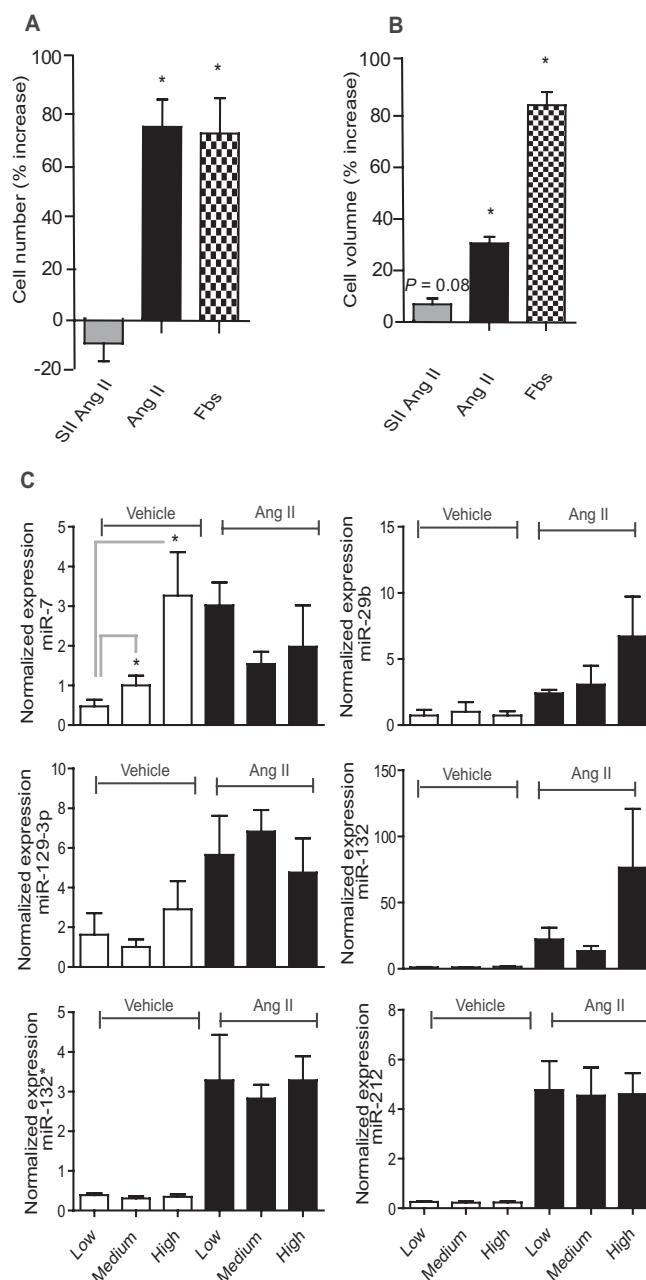 A
Cell number (% increase)
100
80
60
40
20
0
-20
*
*
SII Ang II
Ang II
Fbs
B
Cell volumne (% increase)
100
80
60
40
20
0
P = 0.08
*
*
SII Ang II
Ang II
Fbs
C
Normalized expression
miR-7
5
4
3
2
1
0
Vehicle
Ang II
*
*
Normalized expression
miR-29b
15
10
5
0
Vehicle
Ang II
Normalized expression
miR-129-3p
10
8
6
4
2
0
Vehicle
Ang II
Normalized expression
miR-132
150
100
50
0
Vehicle
Ang II
Normalized expression
miR-132*
5
4
3
2
1
0
Vehicle
Ang II
Low
Medium
High
Low
Medium
High
Normalized expression
miR-212
8
6
4
2
0
Vehicle
Ang II
Low
Medium
High
Low
Medium
High